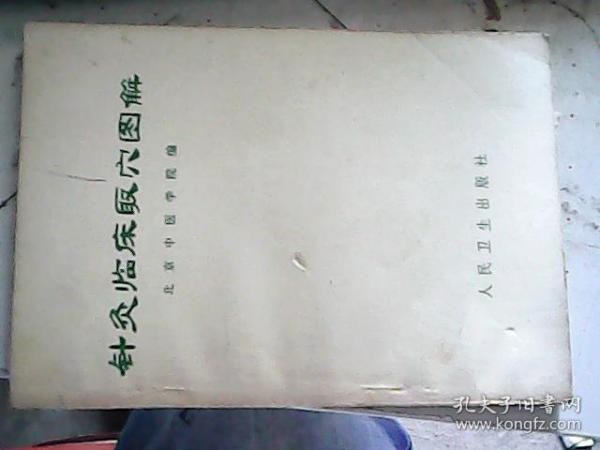 针灸临床取穴图解
北京中医学院编
人民卫生出版社
孔夫子旧书网
www.kongfz.com